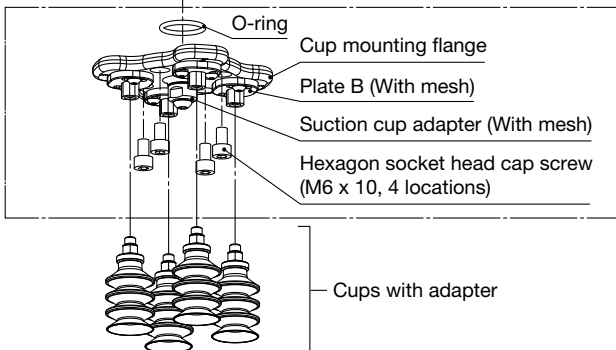 O-ring
Cup mounting flange
Plate B (With mesh)
Suction cup adapter (With mesh)
Hexagon socket head cap screw
(M6 x 10, 4 locations)
Cups with adapter